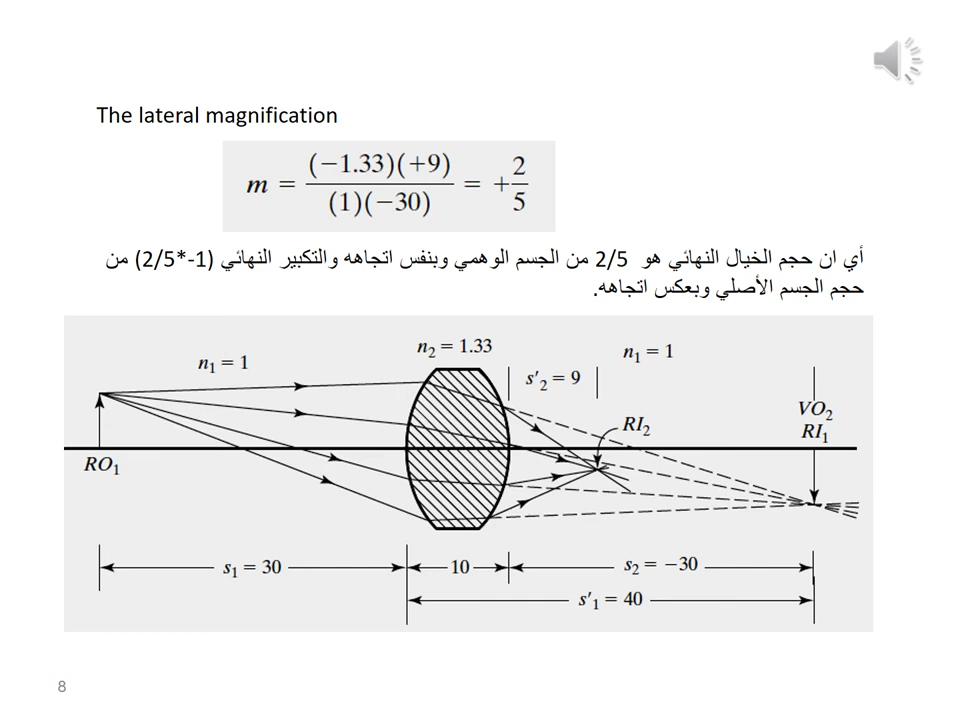 The lateral magnification
m = (−1.33)(+9) / (1)(−30) = + 2/5
أي ان حجم الخيال النهائي هو 2/5 من الجسم الوهمي وبنفس اتجاهه والتكبير النهائي (1-*2/5) من
حجم الجسم الأصلي وبعكس اتجاهه.
n₁ = 1
n₂ = 1.33
n₁ = 1
s′₂ = 9
VO₂
RI₂
RI₁
RO₁
s₁ = 30
10
s₂ = −30
s′₁ = 40
8